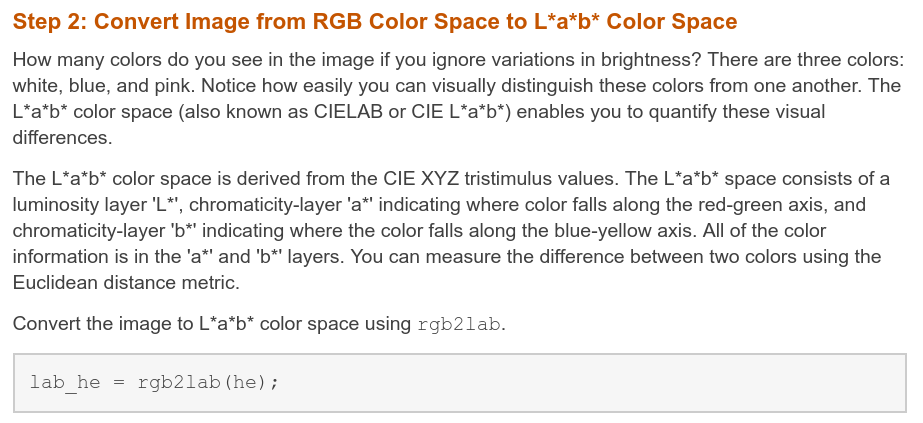 Step 2: Convert Image from RGB Color Space to L*a*b* Color Space
How many colors do you see in the image if you ignore variations in brightness? There are three colors:
white, blue, and pink. Notice how easily you can visually distinguish these colors from one another. The
L*a*b* color space (also known as CIELAB or CIE L*a*b*) enables you to quantify these visual
differences.
The L*a*b* color space is derived from the CIE XYZ tristimulus values. The L*a*b* space consists of a
luminosity layer 'L*', chromaticity-layer 'a*' indicating where color falls along the red-green axis, and
chromaticity-layer 'b*' indicating where the color falls along the blue-yellow axis. All of the color
information is in the 'a*' and 'b*' layers. You can measure the difference between two colors using the
Euclidean distance metric.
Convert the image to L*a*b* color space using rgb2lab.
lab_he = rgb2lab(he);